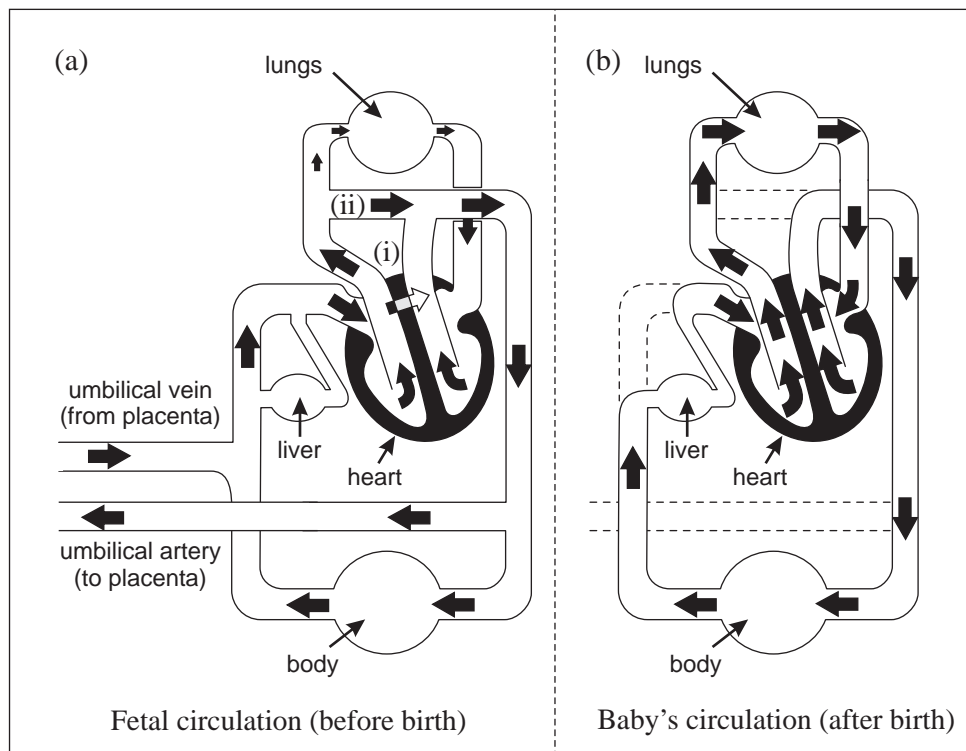 (a)
lungs
(ii)
(i)
umbilical vein
(from placenta)
liver
heart
umbilical artery
(to placenta)
body
Fetal circulation (before birth)
(b)
lungs
liver
heart
body
Baby's circulation (after birth)